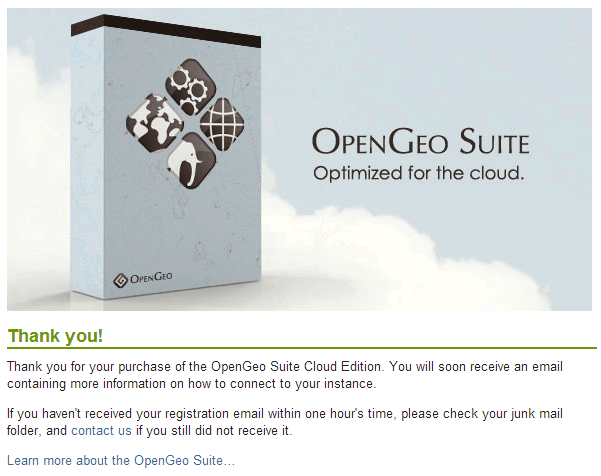 OPENGEO SUITE
Optimized for the cloud.
OPENGEO
Thank you!
Thank you for your purchase of the OpenGeo Suite Cloud Edition. You will soon receive an email
containing more information on how to connect to your instance.
If you haven't received your registration email within one hour's time, please check your junk mail
folder, and contact us if you still did not receive it.
Learn more about the OpenGeo Suite...